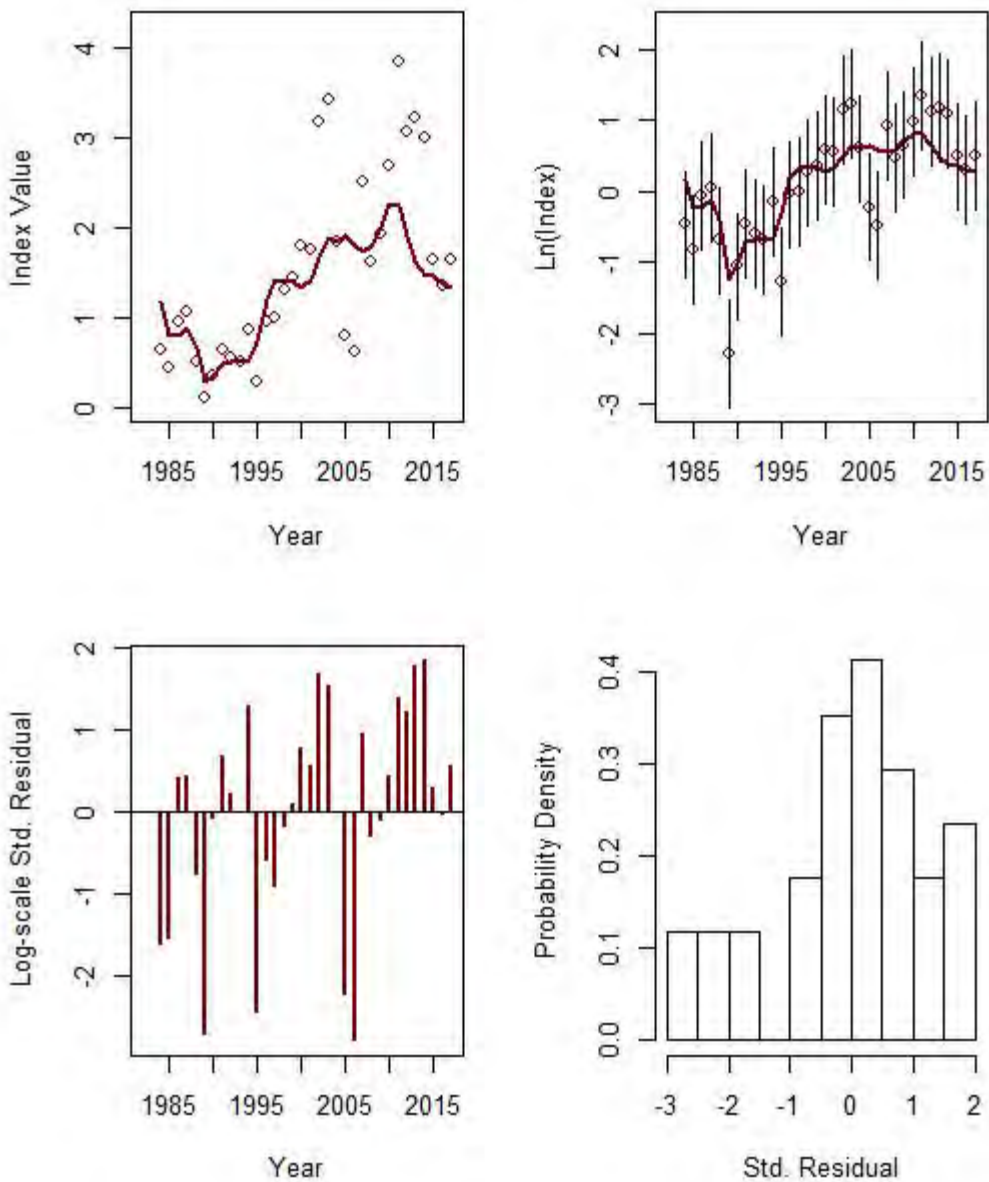 Index Value
4
3
2
1
0
1985 1995 2005 2015
Year
Ln(Index)
2
1
0
-1
-2
-3
1985 1995 2005 2015
Year
Log-scale Std. Residual
2
1
0
-1
-2
1985 1995 2005 2015
Year
Probability Density
0.4
0.3
0.2
0.1
0.0
-3 -2 -1 0 1 2
Std. Residual